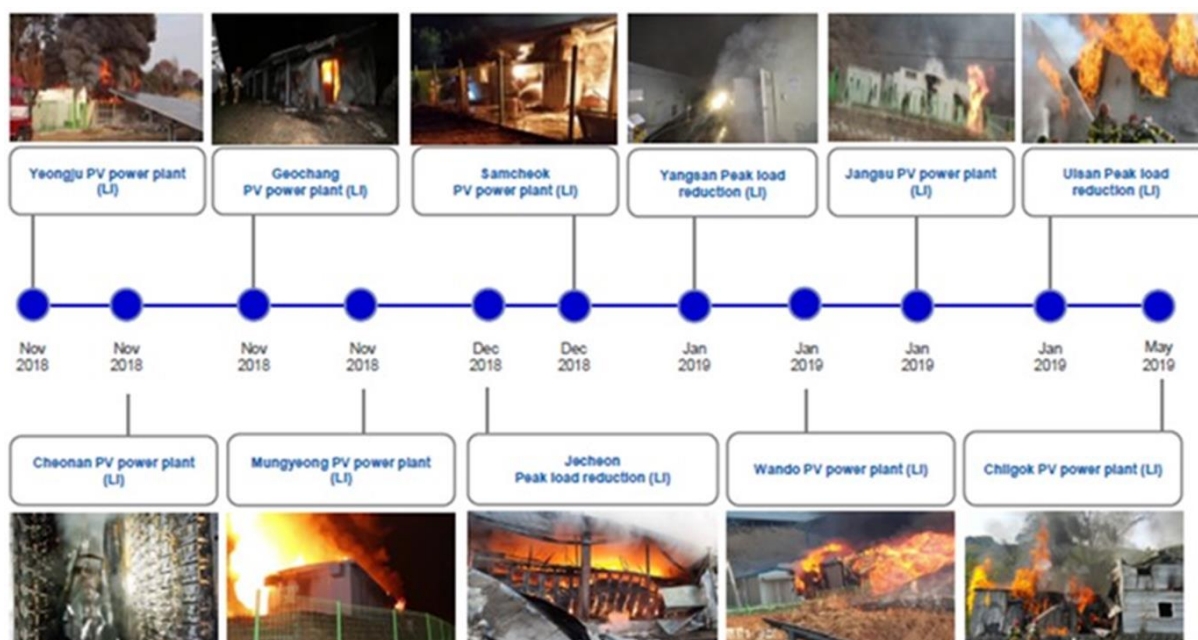 Yeongju PV power plant
(LI)
Geochang
PV power plant (LI)
Samcheok
PV power plant (LI)
Yangsan Peak load
reduction (LI)
Jangsu PV power plant
(LI)
Ulsan Peak load
reduction (LI)
Nov
2018
Nov
2018
Nov
2018
Nov
2018
Dec
2018
Dec
2018
Jan
2019
Jan
2019
Jan
2019
Jan
2019
May
2019
Cheonan PV power plant
(LI)
Mungyeong PV power plant
(LI)
Jecheon
Peak load reduction (LI)
Wando PV power plant (LI)
Chilgok PV power plant (LI)